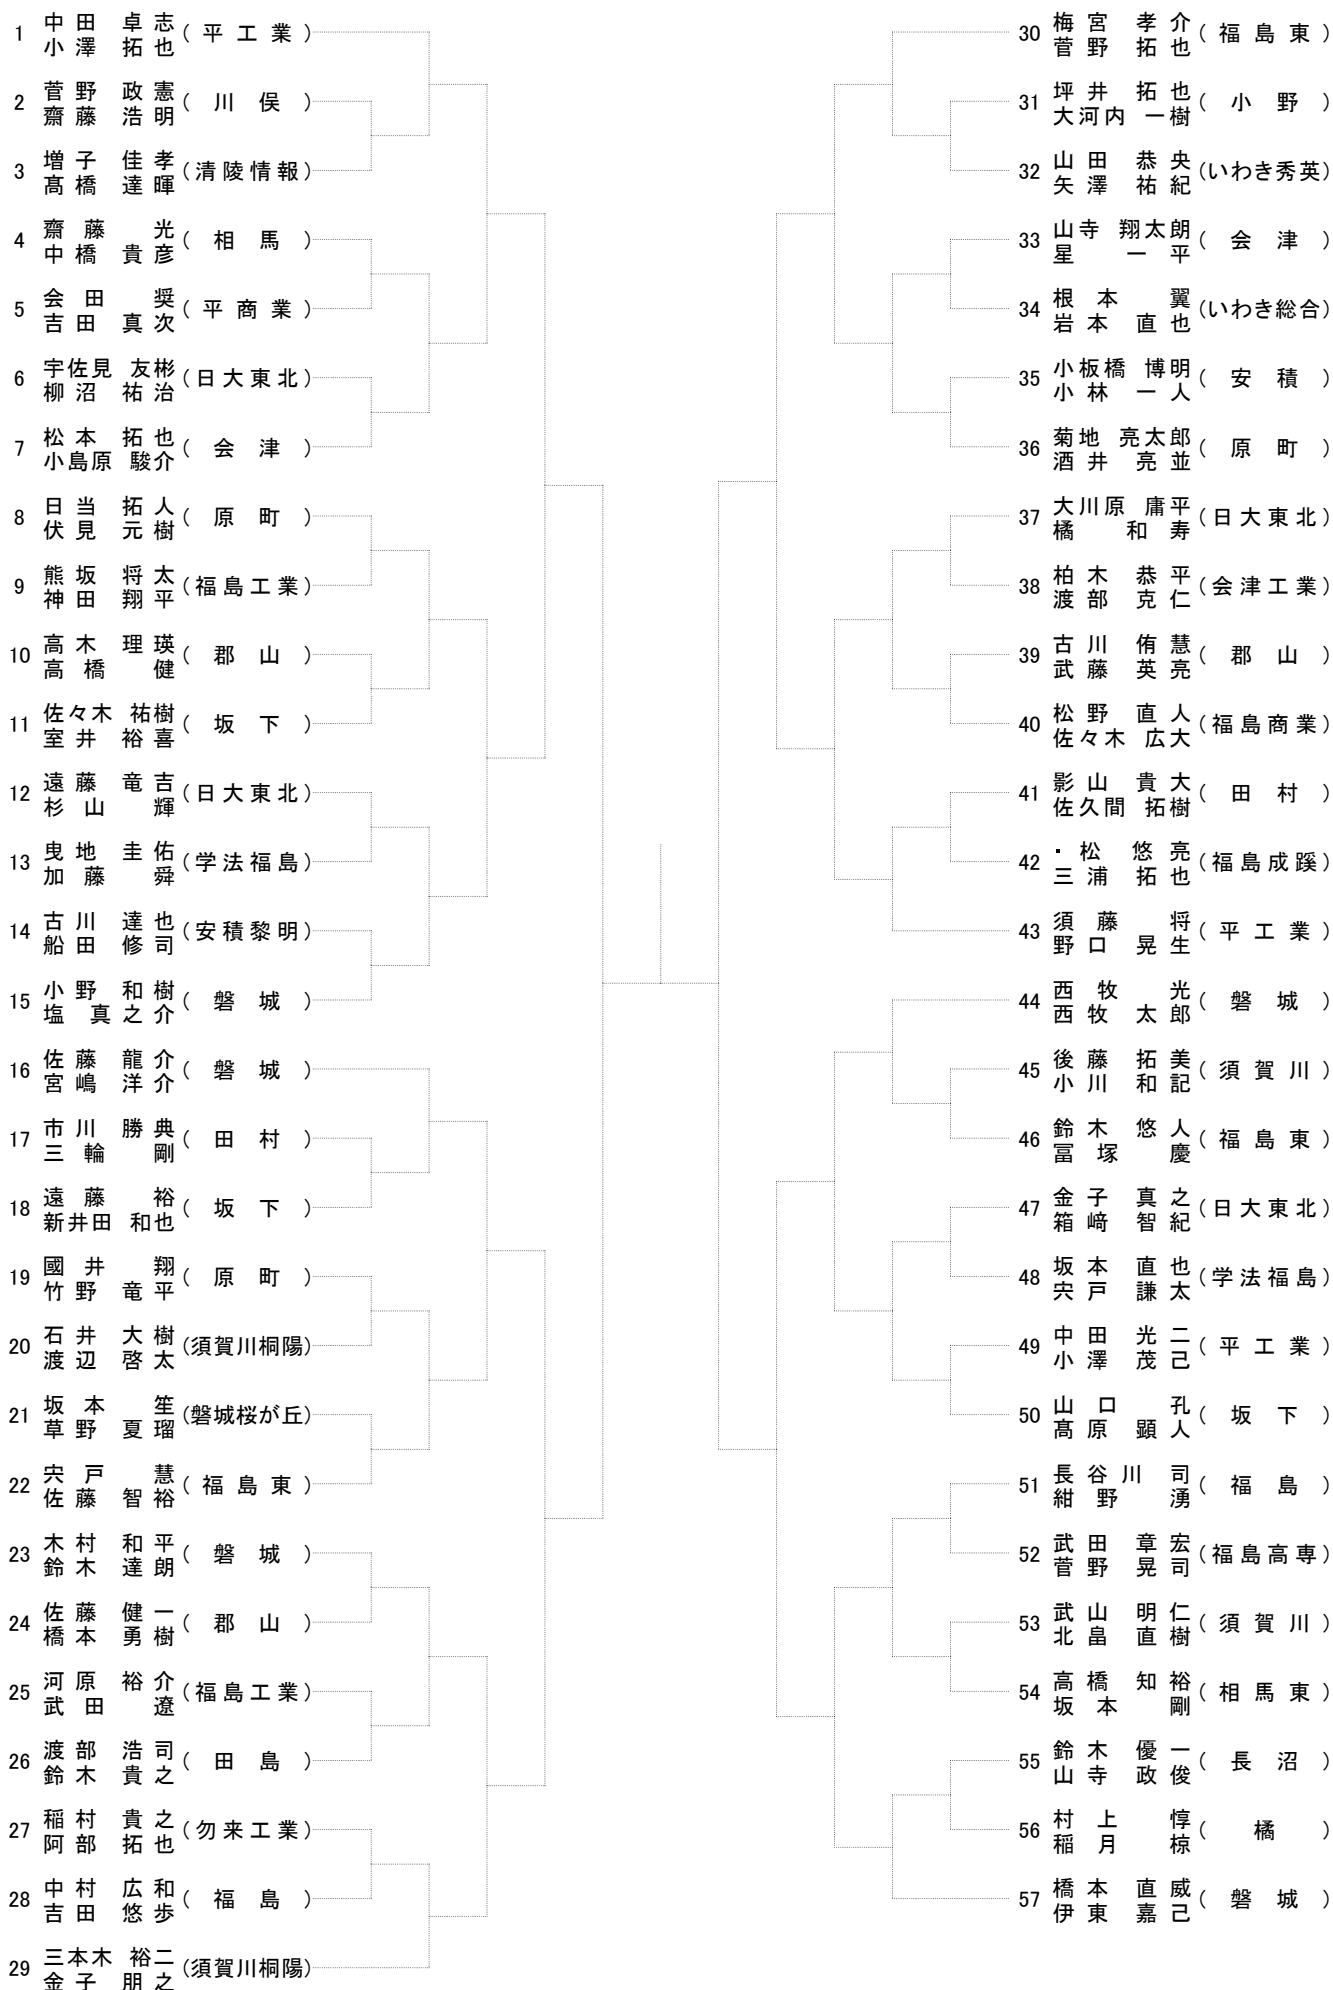 1 中田 卓志 (平工業)
小澤 拓也
2 菅野 政憲 (川俣)
齋藤 浩明
3 増子 佳孝 (清陵情報)
髙橋 達暉
4 齋藤 光 (相馬)
中橋 貴彦
5 会田 奨 (平商業)
吉田 真次
6 宇佐見 友彬 (日大東北)
柳沼 祐治
7 松本 拓也 (会津)
小島原 駿介
8 日当 拓人 (原町)
伏見 元樹
9 熊坂 将太 (福島工業)
神田 翔平
10 高木 理瑛 (郡山)
高橋 健
11 佐々木 祐樹 (坂下)
室井 裕喜
12 遠藤 竜吉 (日大東北)
杉山 輝
13 曳地 圭佑 (学法福島)
加藤 舜
14 古川 達也 (安積黎明)
船田 修司
15 小野 和樹 (磐城)
塩 真之介
16 佐藤 龍介 (磐城)
宮嶋 洋介
17 市川 勝典 (田村)
三輪 剛
18 遠藤 裕 (坂下)
新井田 和也
19 國井 翔 (原町)
竹野 竜平
20 石井 大樹 (須賀川桐陽)
渡辺 啓太
21 坂本 笙 (磐城桜が丘)
草野 夏瑠
22 宍戸 慧 (福島東)
佐藤 智裕
23 木村 和平 (磐城)
鈴木 達朗
24 佐藤 健一 (郡山)
橋本 勇樹
25 河原 裕介 (福島工業)
武田 遼
26 渡部 浩司 (田島)
鈴木 貴之
27 稲村 貴之 (勿来工業)
阿部 拓也
28 中村 広和 (福島)
吉田 悠歩
29 三本木 裕二 (須賀川桐陽)
金子 朋之
30 梅宮 孝介 (福島東)
菅野 拓也
31 坪井 拓也 (小野)
大河内 一樹
32 山田 恭央 (いわき秀英)
矢澤 祐紀
33 山寺 翔太朗 (会津)
星 一平
34 根本 翼 (いわき総合)
岩本 直也
35 小板橋 博明 (安積)
小林 一人
36 菊地 亮太郎 (原町)
酒井 亮並
37 大川原 庸平 (日大東北)
橘 和寿
38 柏木 恭平 (会津工業)
渡部 克仁
39 古川 侑慧 (郡山)
武藤 英亮
40 松野 直人 (福島商業)
佐々木 広大
41 影山 貴大 (田村)
佐久間 拓樹
42 ・松 悠亮 (福島成蹊)
三浦 拓也
43 須藤 将 (平工業)
野口 晃生
44 西牧 光 (磐城)
西牧 太郎
45 後藤 拓美 (須賀川)
小川 和記
46 鈴木 悠人 (福島東)
冨塚 慶
47 金子 真之 (日大東北)
箱﨑 智紀
48 坂本 直也 (学法福島)
宍戸 謙太
49 中田 光二 (平工業)
小澤 茂己
50 山口 孔 (坂下)
髙原 顕人
51 長谷川 司 (福島)
紺野 湧
52 武田 章宏 (福島高専)
菅野 晃司
53 武山 明仁 (須賀川)
北畠 直樹
54 高橋 知裕 (相馬東)
坂本 剛
55 鈴木 優一 (長沼)
山寺 政俊
56 村上 惇 (橘)
稲月 椋
57 橋本 直威 (磐城)
伊東 嘉己